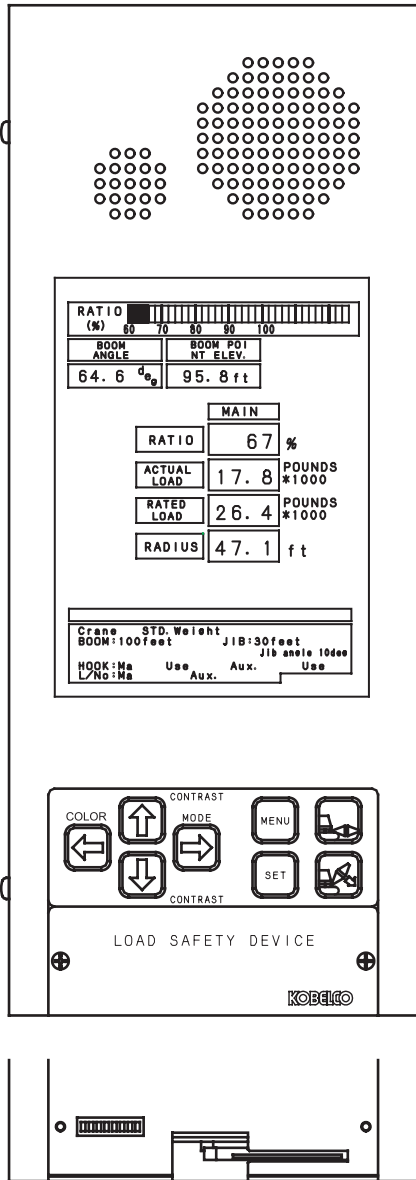 RATIO
(%) 60 70 80 90 100
BOOM ANGLE
BOOM POI NT ELEV.
64.6 deg 95.8ft
MAIN
RATIO 67 %
ACTUAL LOAD 17.8 POUNDS *1000
RATED LOAD 26.4 POUNDS *1000
RADIUS 47.1 ft
Crane STD.Weight
BOOM:100feet JIB:30feet
Jib angle 10deg
HOOK:Ma Use Aux. Use
L/No:Ma Aux.
CONTRAST
COLOR MODE MENU
SET
CONTRAST
LOAD SAFETY DEVICE
KOBELCO